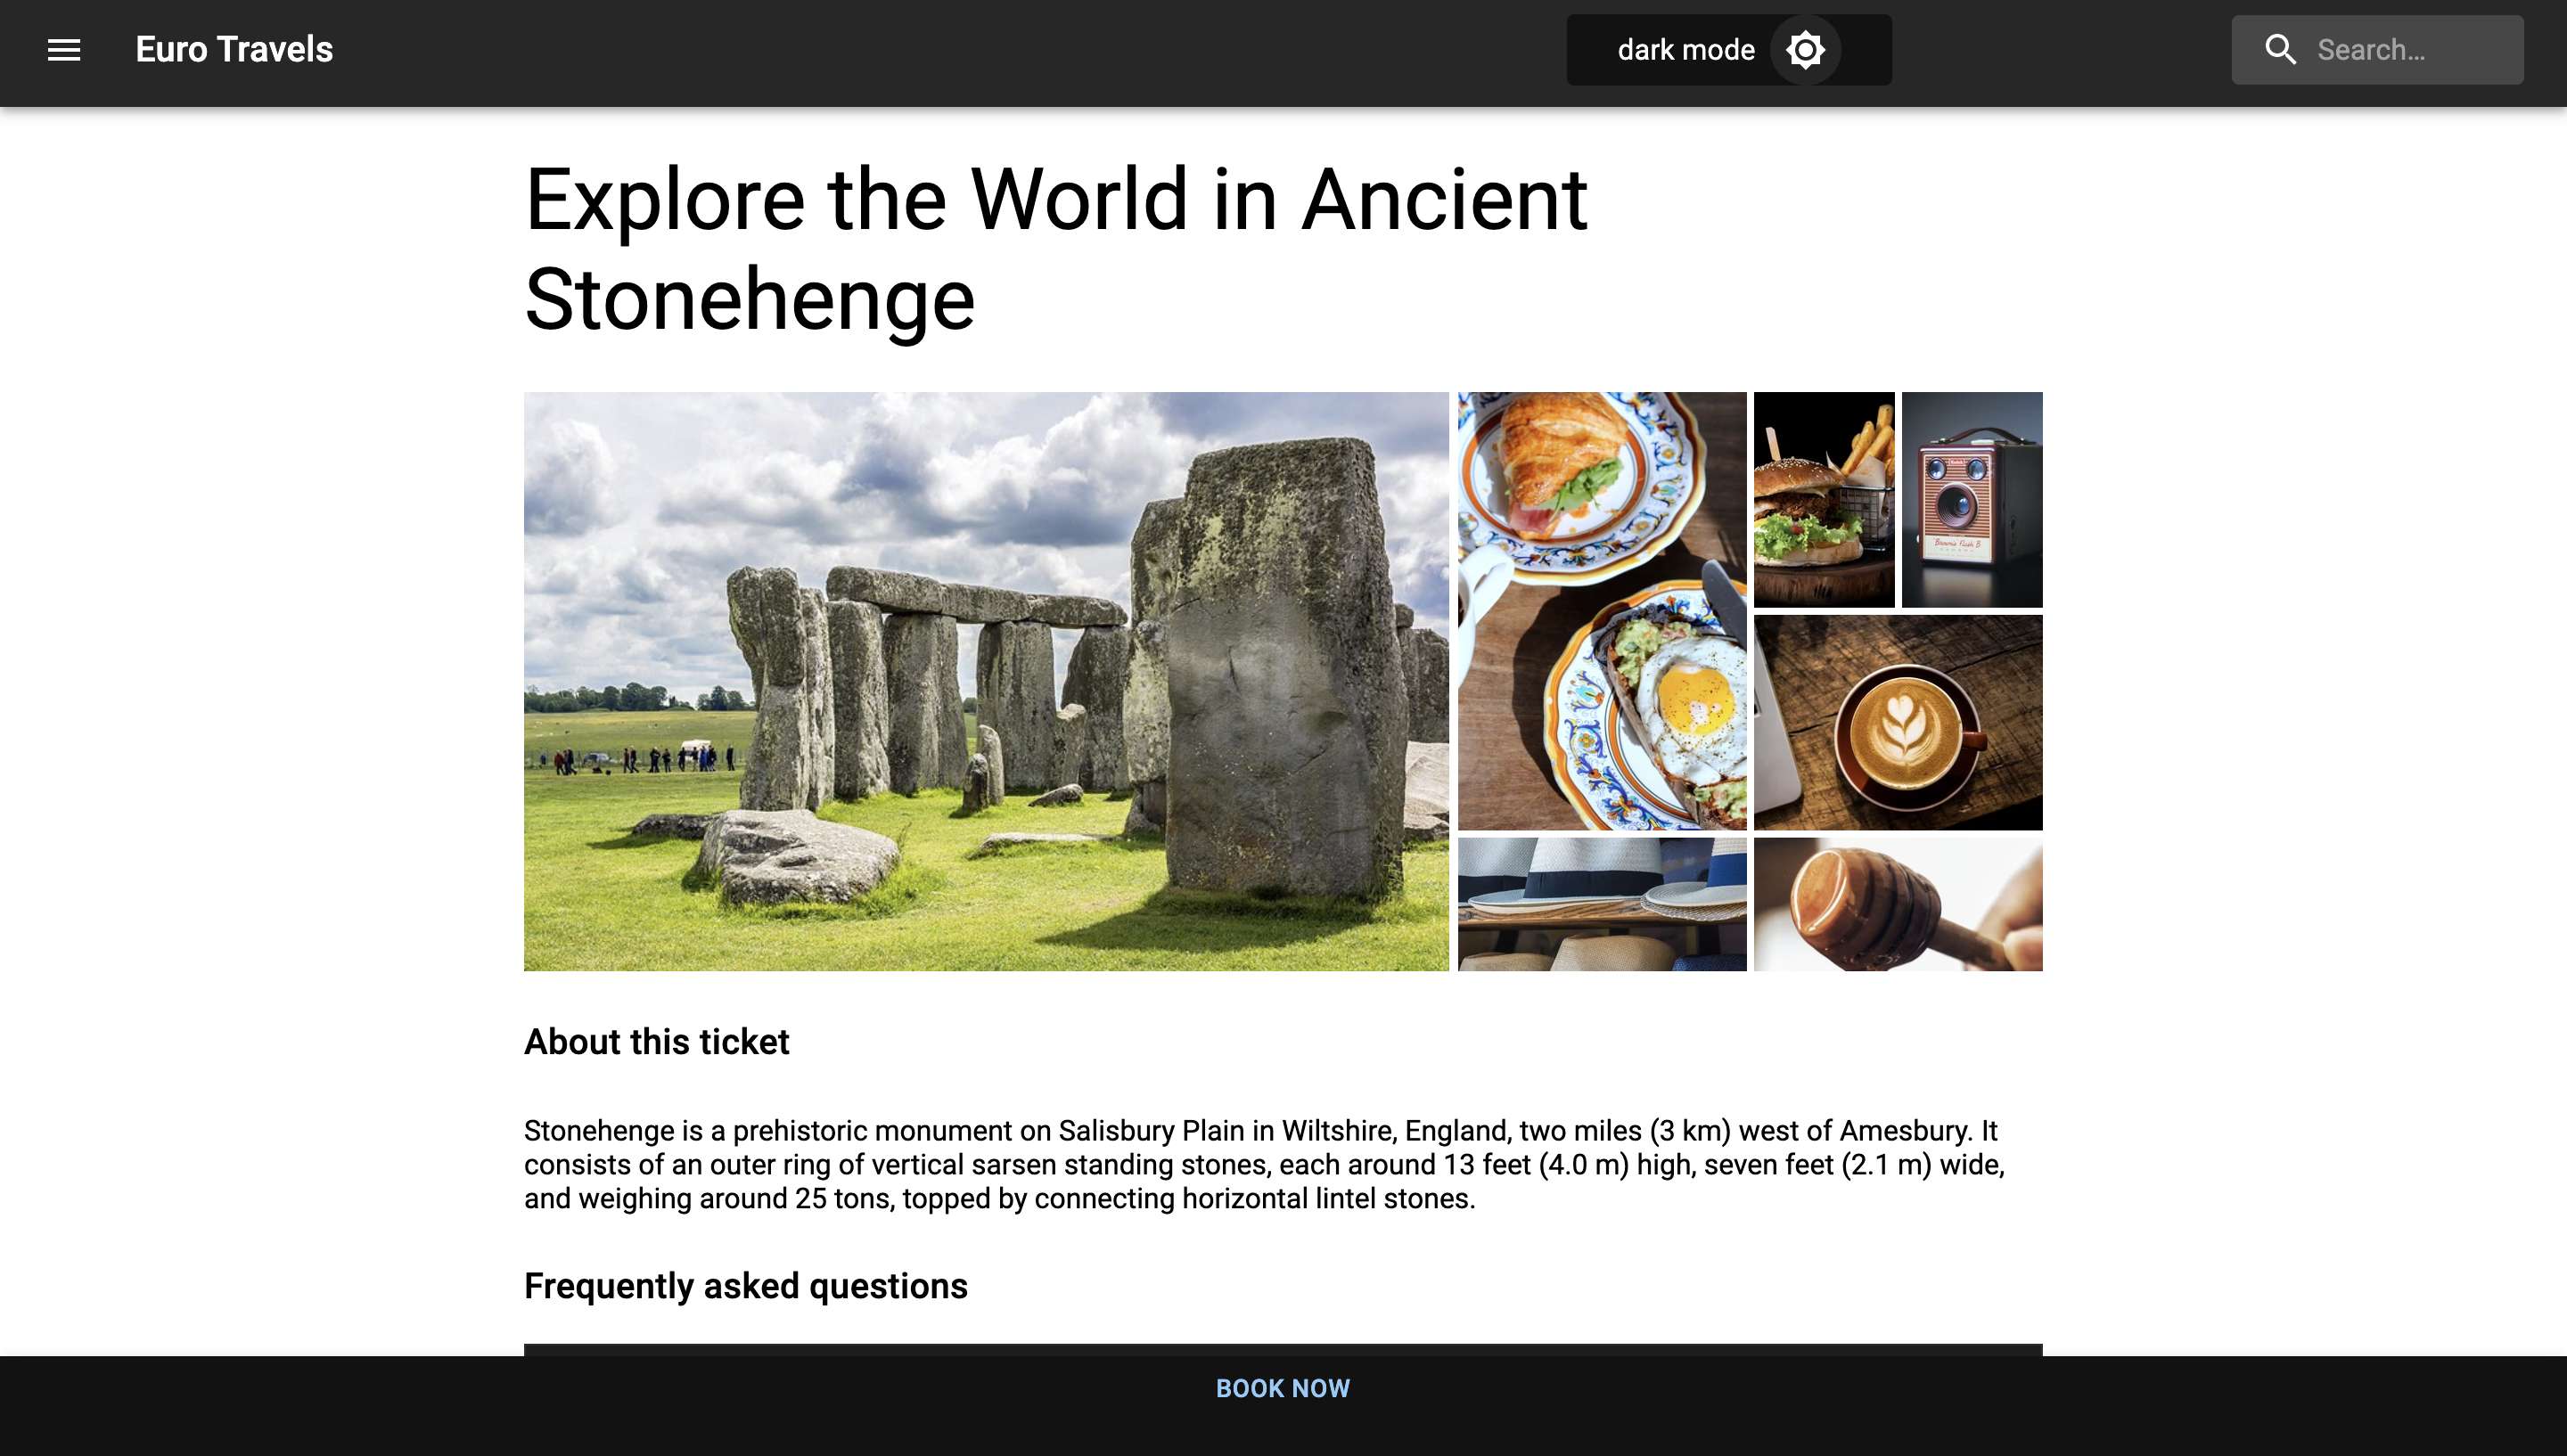 Euro Travels
dark mode
Search...
Explore the World in Ancient
Stonehenge
Brownie Flash B
About this ticket
Stonehenge is a prehistoric monument on Salisbury Plain in Wiltshire, England, two miles (3 km) west of Amesbury. It
consists of an outer ring of vertical sarsen standing stones, each around 13 feet (4.0 m) high, seven feet (2.1 m) wide,
and weighing around 25 tons, topped by connecting horizontal lintel stones.
Frequently asked questions
BOOK NOW